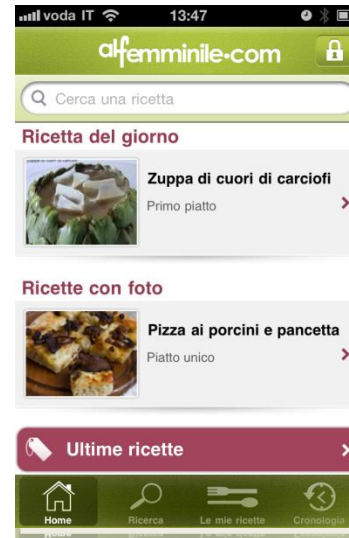 voda IT 13:47
alfemminile.com
Cerca una ricetta
Ricetta del giorno
Zuppa di cuori di carciofi
Primo piatto
Ricette con foto
Pizza ai porcini e pancetta
Piatto unico
Ultime ricette
Home Ricerca Le mie ricette Cronologia